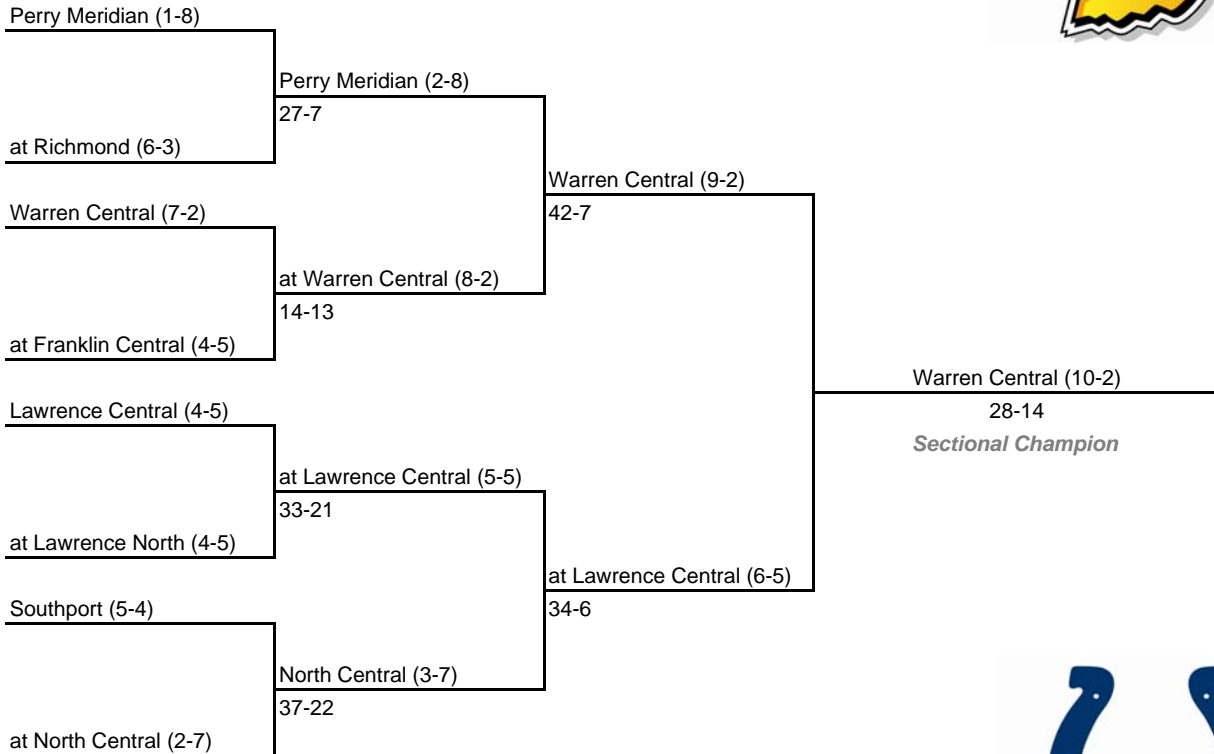 Perry Meridian (1-8)
Perry Meridian (2-8)
27-7
at Richmond (6-3)
Warren Central (9-2)
42-7
Warren Central (7-2)
at Warren Central (8-2)
14-13
at Franklin Central (4-5)
Warren Central (10-2)
28-14
Sectional Champion
Lawrence Central (4-5)
at Lawrence Central (5-5)
33-21
at Lawrence North (4-5)
at Lawrence Central (6-5)
34-6
Southport (5-4)
North Central (3-7)
37-22
at North Central (2-7)